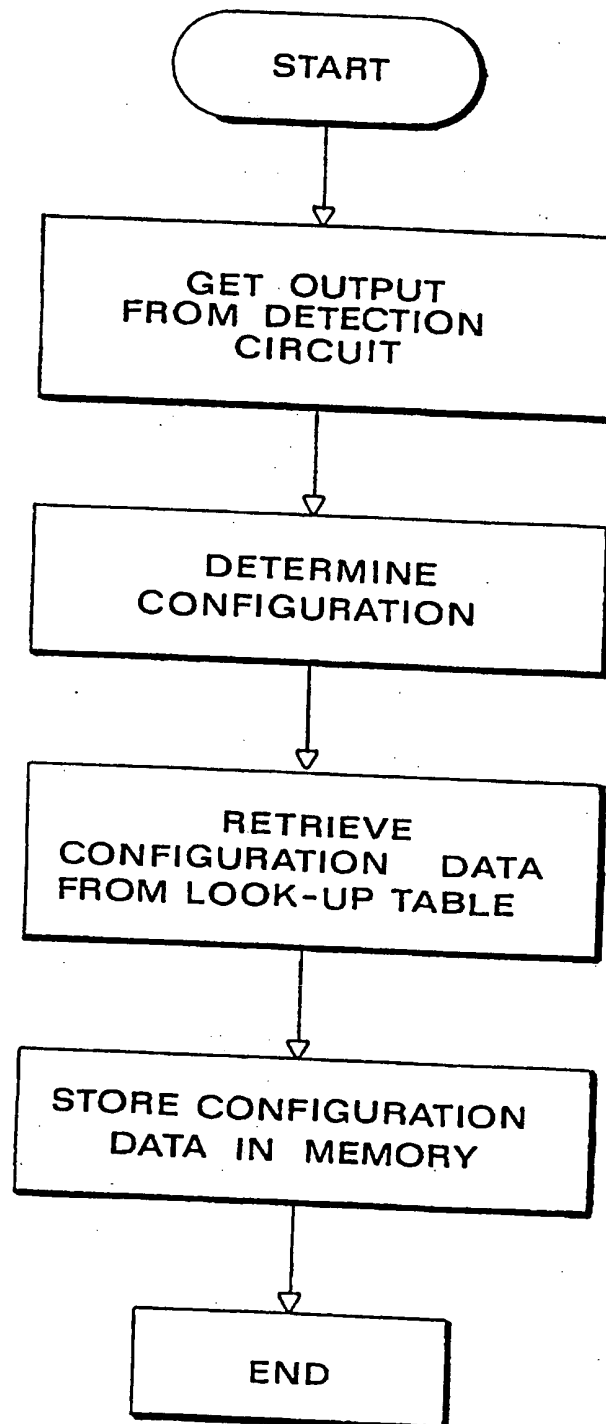 START
GET OUTPUT
FROM DETECTION
CIRCUIT
DETERMINE
CONFIGURATION
RETRIEVE
CONFIGURATION DATA
FROM LOOK-UP TABLE
STORE CONFIGURATION
DATA IN MEMORY
END